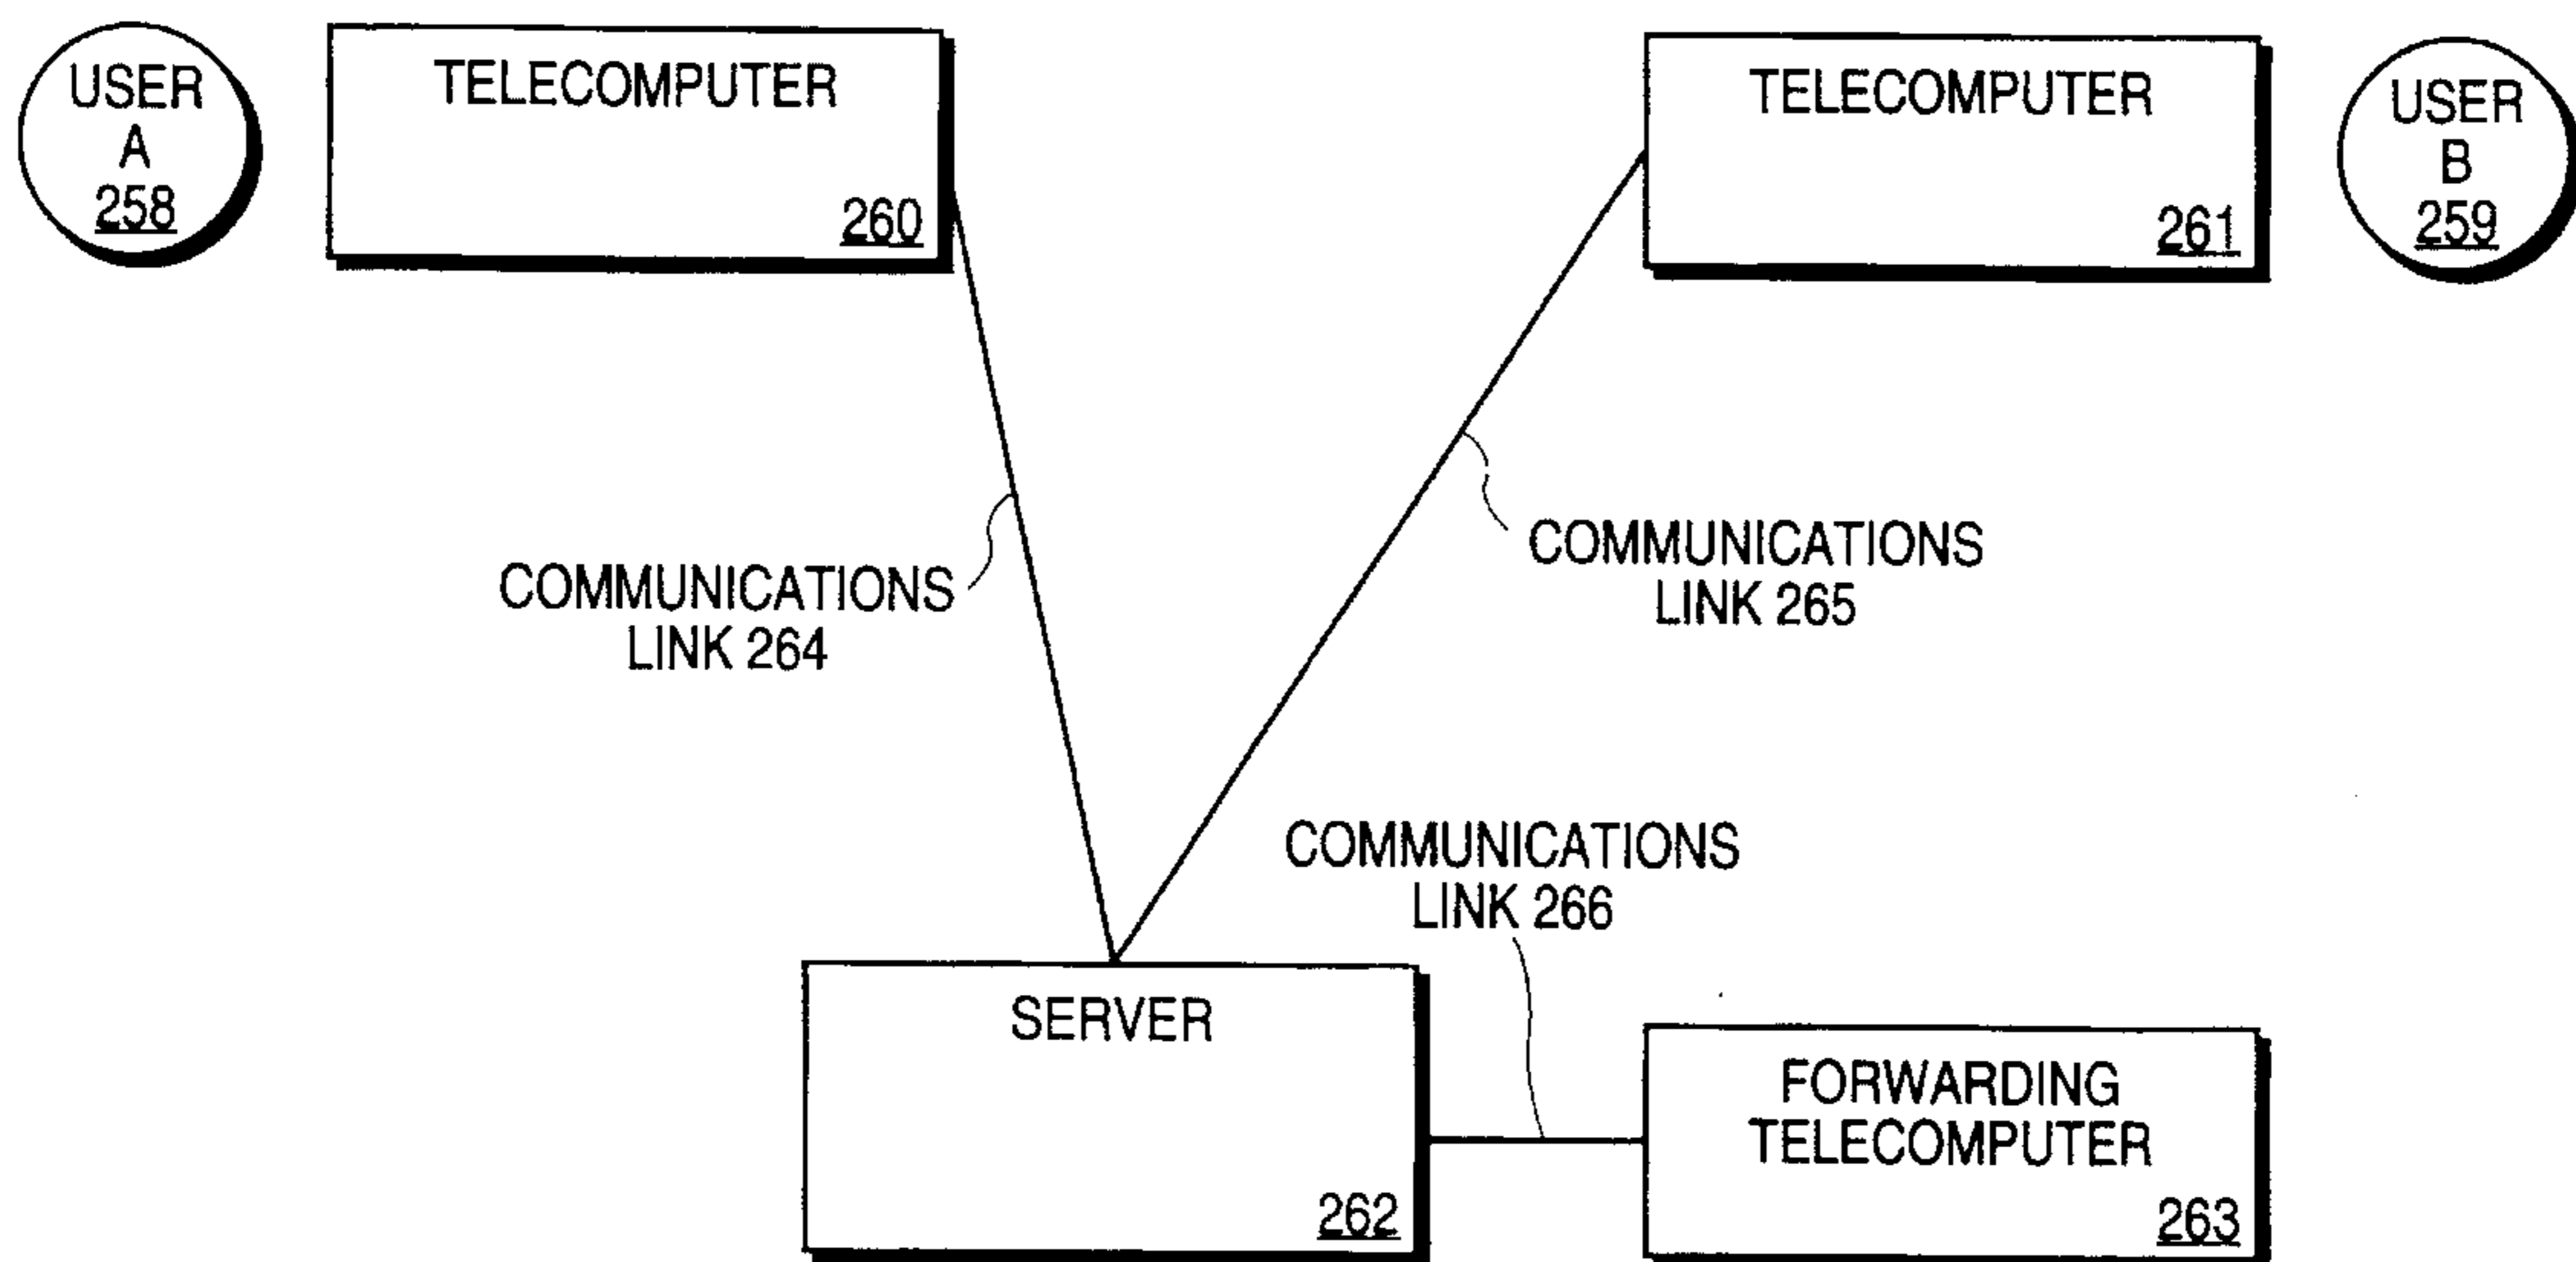 USER
A
258
TELECOMPUTER
260
TELECOMPUTER
261
USER
B
259
COMMUNICATIONS
LINK 264
COMMUNICATIONS
LINK 265
COMMUNICATIONS
LINK 266
SERVER
262
FORWARDING
TELECOMPUTER
263